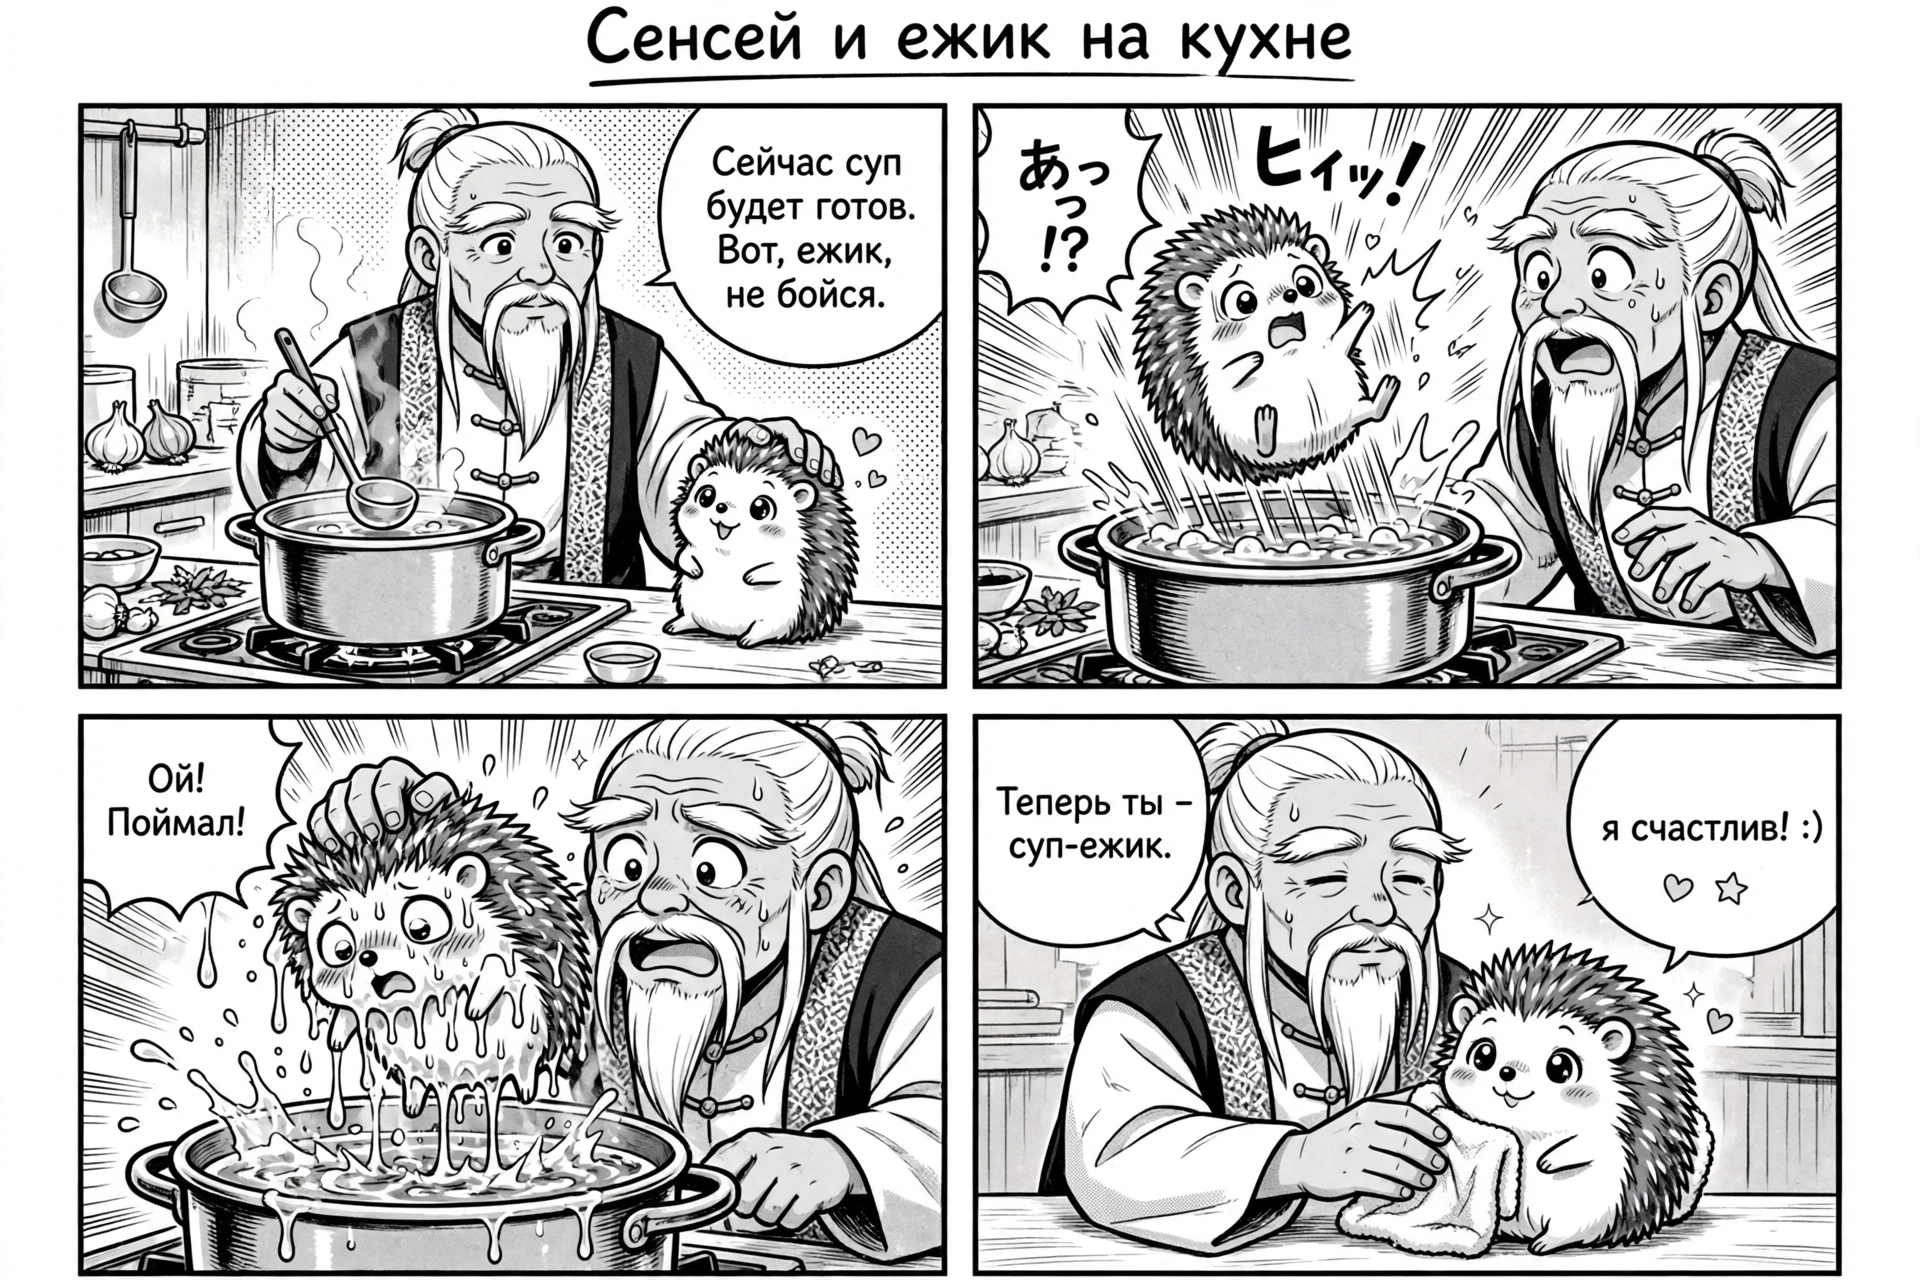 Сенсей и ежик на кухне
Сейчас суп
будет готов.
Вот, ежик,
не бойся.
あっ
っ
!?
ヒィッ!
Ой!
Поймал!
Теперь ты –
суп-ежик.
я счастлив! :)